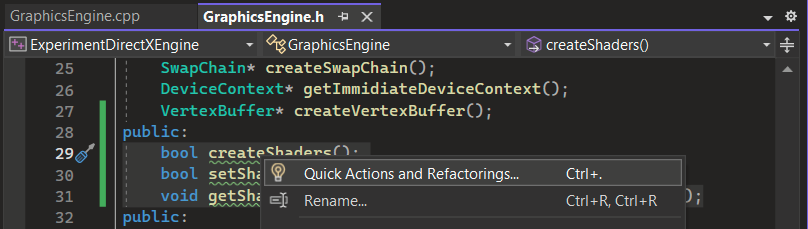 GraphicsEngine.cpp GraphicsEngine.h
ExperimentDirectXEngine GraphicsEngine createShaders()
25 SwapChain* createSwapChain();
26 DeviceContext* getImmidiateDeviceContext();
27 VertexBuffer* createVertexBuffer();
28 public:
29 bool createShaders();
30 bool setSha
Quick Actions and Refactorings... Ctrl+.
31 void getSha );
Rename... Ctrl+R, Ctrl+R
32 public: